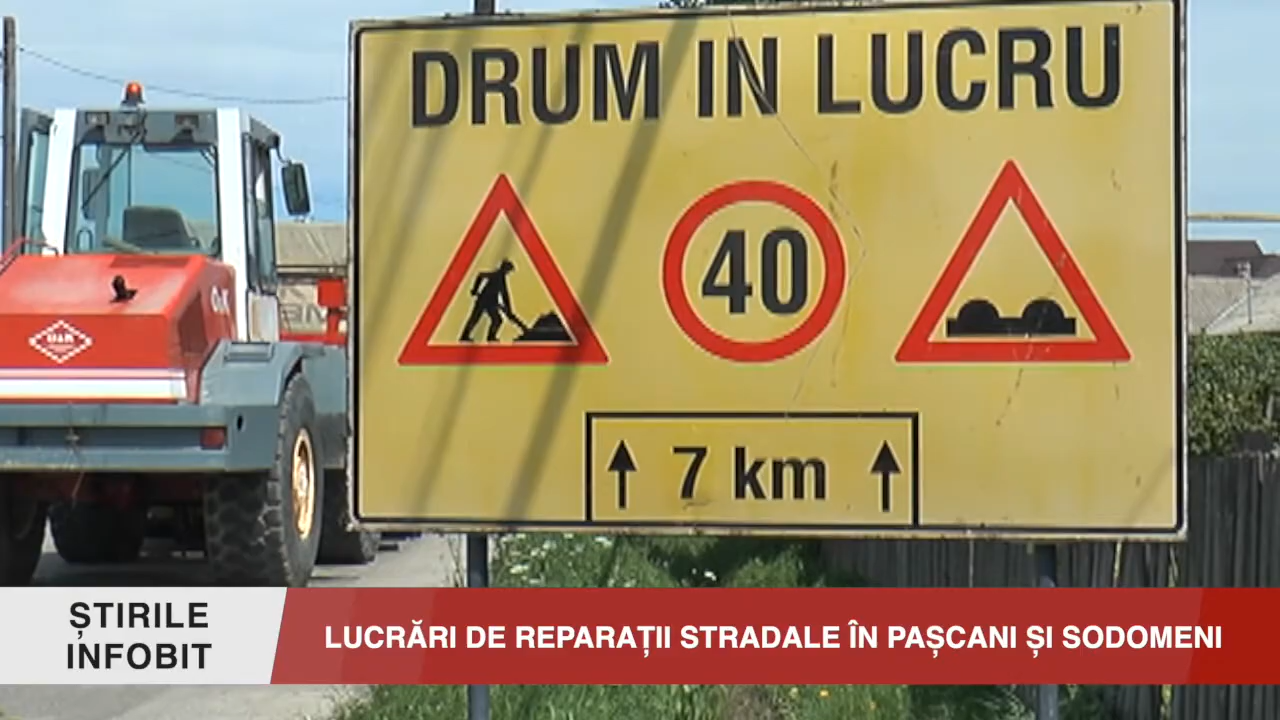 DRUM IN LUCRU
40
7 km
O&K
ȘTIRILE
INFOBIT
LUCRĂRI DE REPARAȚII STRADALE ÎN PAȘCANI ȘI SODOMENI